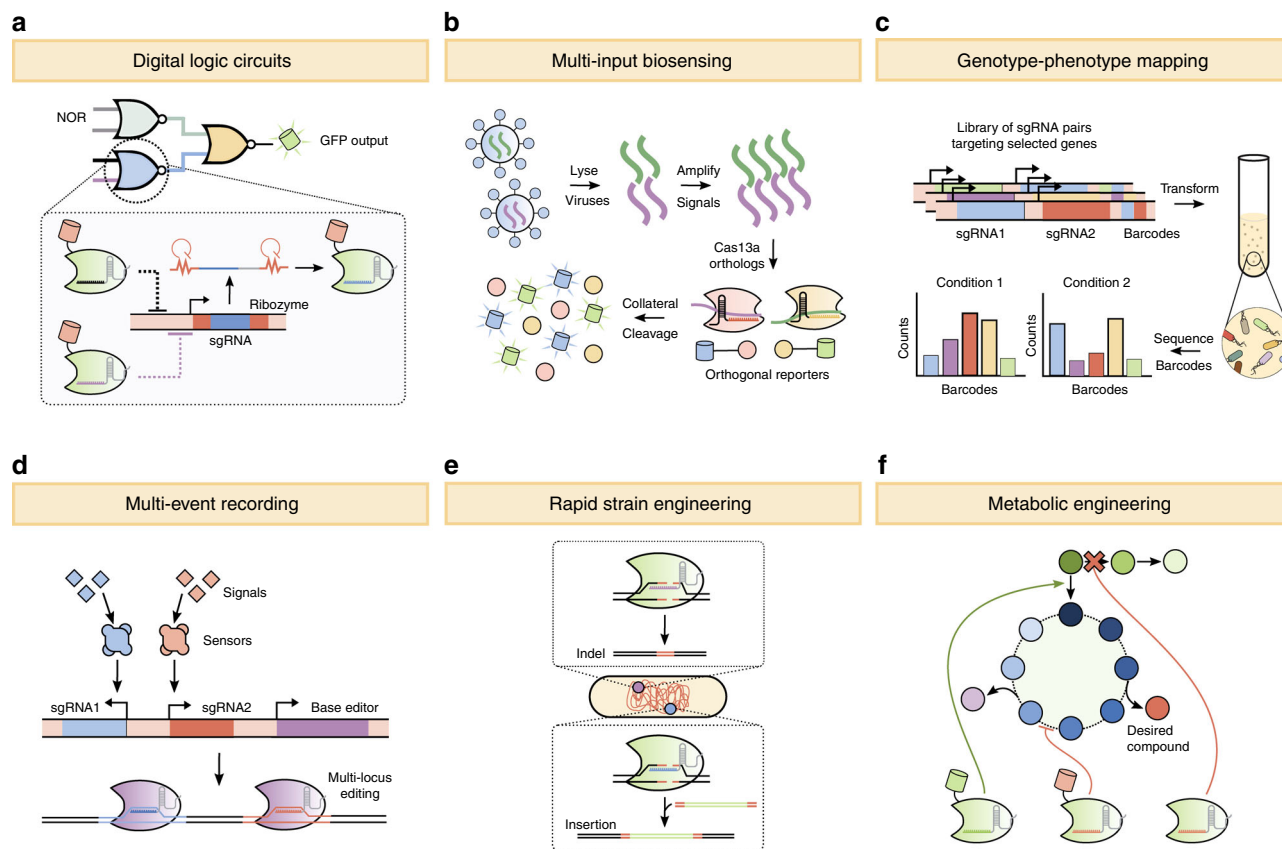 a
Digital logic circuits
NOR
GFP output
Ribozyme
sgRNA
b
Multi-input biosensing
Lyse
Viruses
Amplify
Signals
Cas13a
orthologs
Collateral
Cleavage
Orthogonal reporters
c
Genotype-phenotype mapping
Library of sgRNA pairs
targeting selected genes
Transform
sgRNA1
sgRNA2
Barcodes
Condition 1
Counts
Barcodes
Condition 2
Counts
Barcodes
Sequence
Barcodes
d
Multi-event recording
Signals
Sensors
sgRNA1
sgRNA2
Base editor
Multi-locus
editing
e
Rapid strain engineering
Indel
Insertion
f
Metabolic engineering
Desired
compound